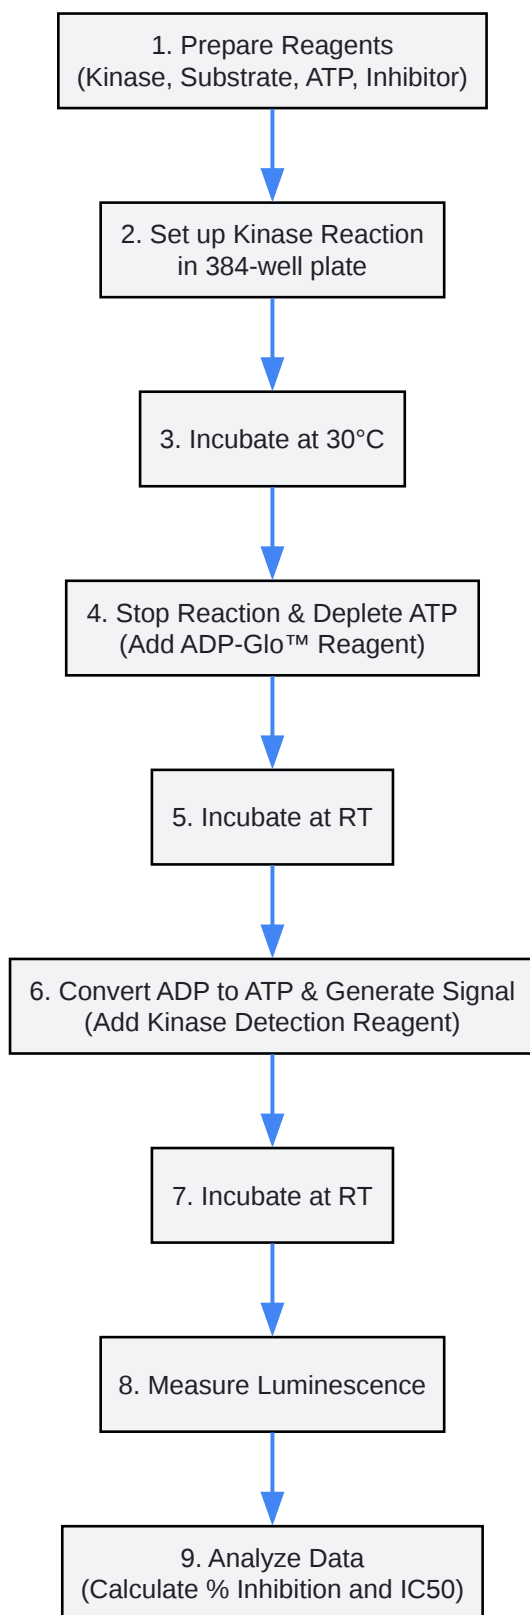 1. Prepare Reagents
(Kinase, Substrate, ATP, Inhibitor)
2. Set up Kinase Reaction
in 384-well plate
3. Incubate at 30°C
4. Stop Reaction & Deplete ATP
(Add ADP-Glo™ Reagent)
5. Incubate at RT
6. Convert ADP to ATP & Generate Signal
(Add Kinase Detection Reagent)
7. Incubate at RT
8. Measure Luminescence
9. Analyze Data
(Calculate % Inhibition and IC50)